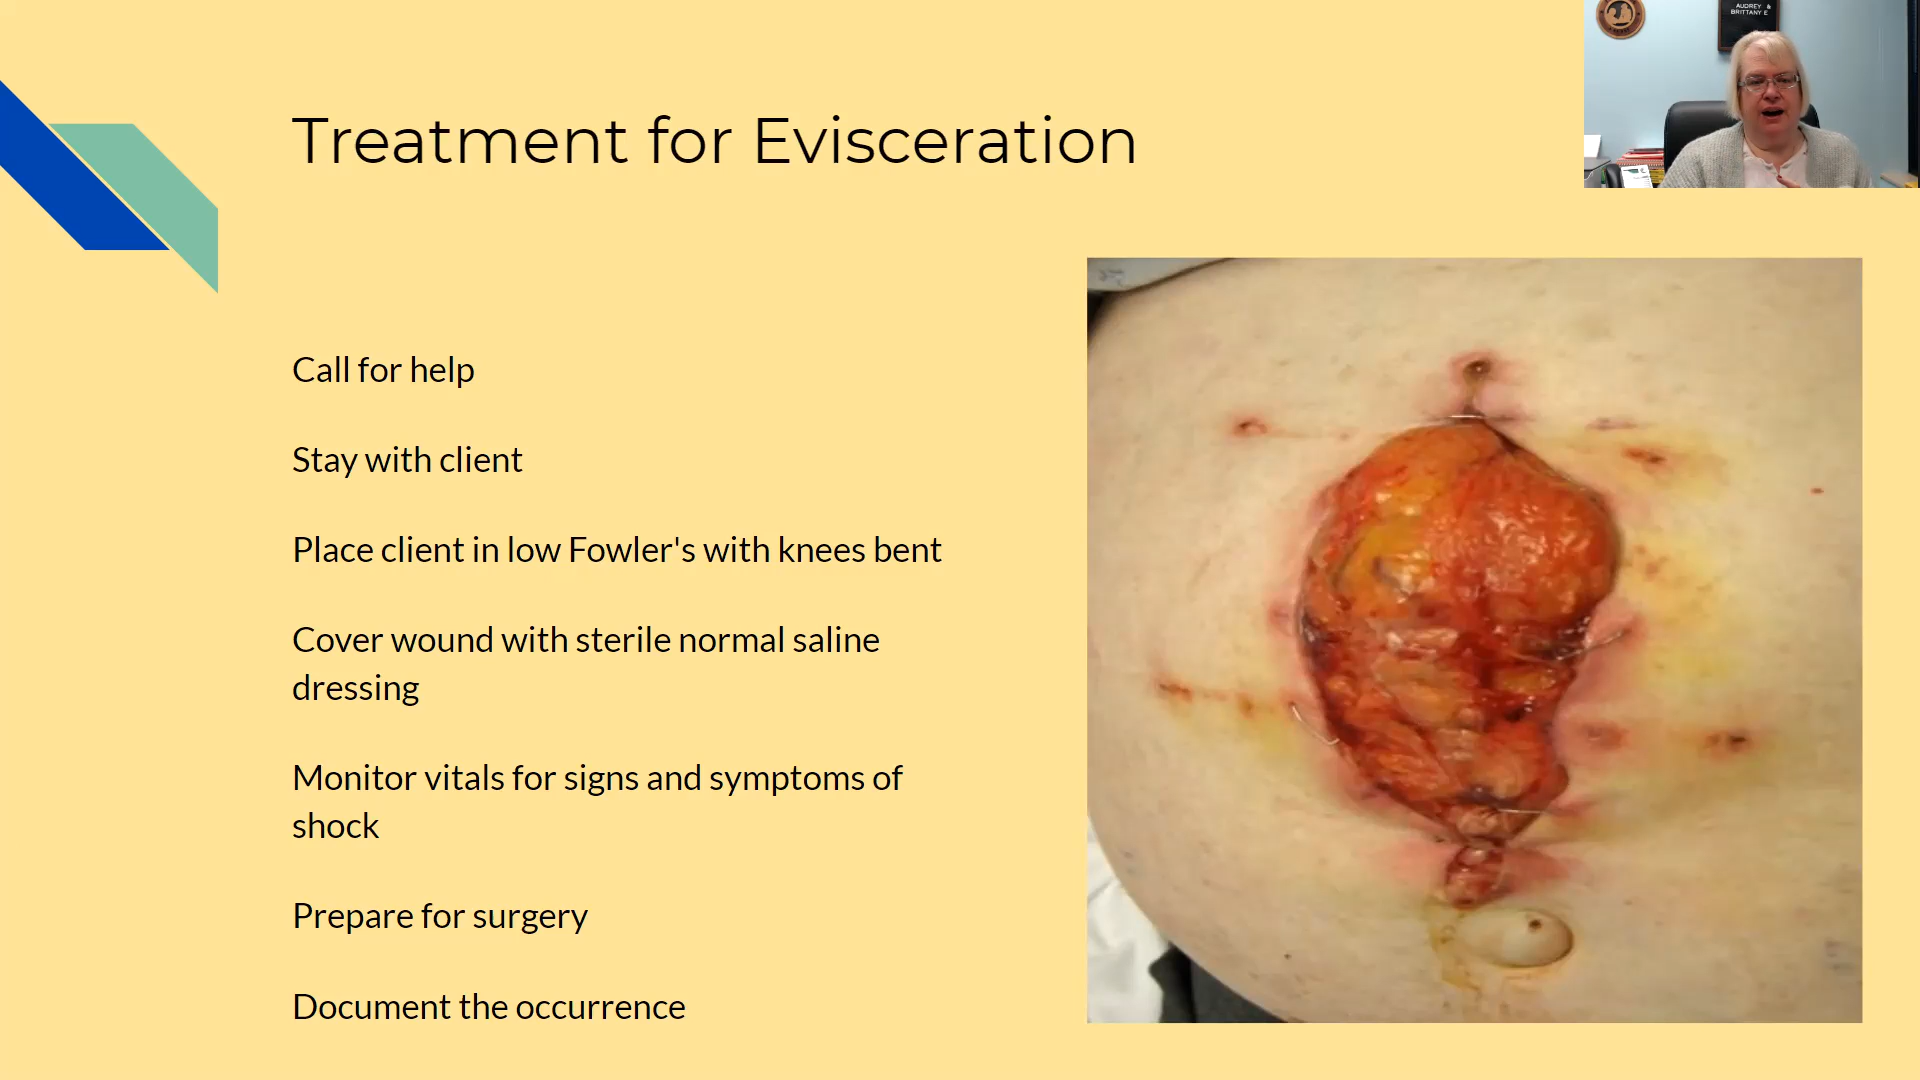 AUDREY &
BRITTANY E
Treatment for Evisceration
Call for help
Stay with client
Place client in low Fowler's with knees bent
Cover wound with sterile normal saline
dressing
Monitor vitals for signs and symptoms of
shock
Prepare for surgery
Document the occurrence